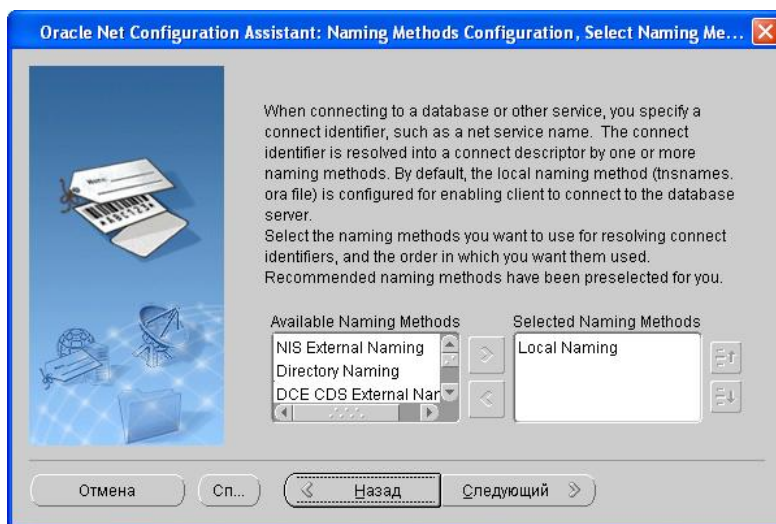 Oracle Net Configuration Assistant: Naming Methods Configuration, Select Naming Me...
When connecting to a database or other service, you specify a
connect identifier, such as a net service name. The connect
identifier is resolved into a connect descriptor by one or more
naming methods. By default, the local naming method (tnsnames.
ora file) is configured for enabling client to connect to the database
server.
Select the naming methods you want to use for resolving connect
identifiers, and the order in which you want them used.
Recommended naming methods have been preselected for you.
Available Naming Methods
Selected Naming Methods
NIS External Naming
Directory Naming
DCE CDS External Nar
Local Naming
Отмена
Сп...
Назад
Следующий